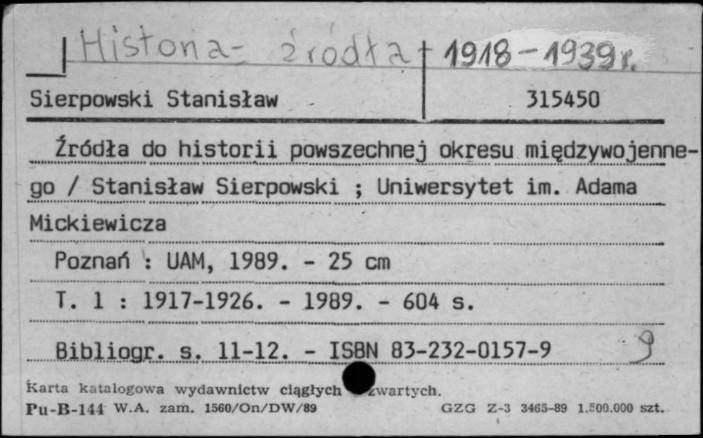 Historia - źródła 1918-1939r.
Sierpowski Stanisław 315450
Źródła do historii powszechnej okresu międzywojenne-
go / Stanisław Sierpowski ; Uniwersytet im. Adama
Mickiewicza
Poznań : UAM, 1989. - 25 cm
T. 1 : 1917-1926. - 1989. - 604 s.
Bibliogr. s. 11-12. - ISBN 83-232-0157-9 9
Karta katalogowa wydawnictw ciągłych zwartych.
Pu-B-144 W.A. zam. 1560/On/DW/89 GZG Z-3 3465-89 1.500.000 szt.